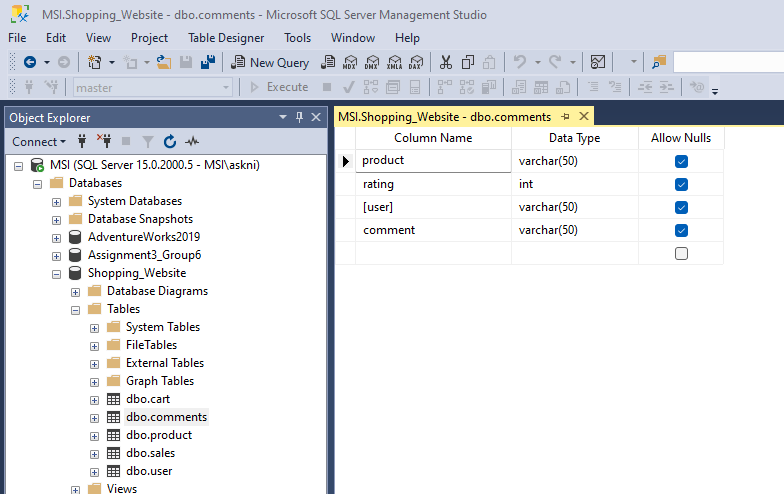 MSI.Shopping_Website - dbo.comments - Microsoft SQL Server Management Studio
File Edit View Project Table Designer Tools Window Help
New Query MDX DMX XMLA DAX
master Execute
Object Explorer
Connect
MSI (SQL Server 15.0.2000.5 - MSI\askni)
Databases
System Databases
Database Snapshots
AdventureWorks2019
Assignment3_Group6
Shopping_Website
Database Diagrams
Tables
System Tables
FileTables
External Tables
Graph Tables
dbo.cart
dbo.comments
dbo.product
dbo.sales
dbo.user
Views
MSI.Shopping_Website - dbo.comments
Column Name Data Type Allow Nulls
product varchar(50)
rating int
[user] varchar(50)
comment varchar(50)